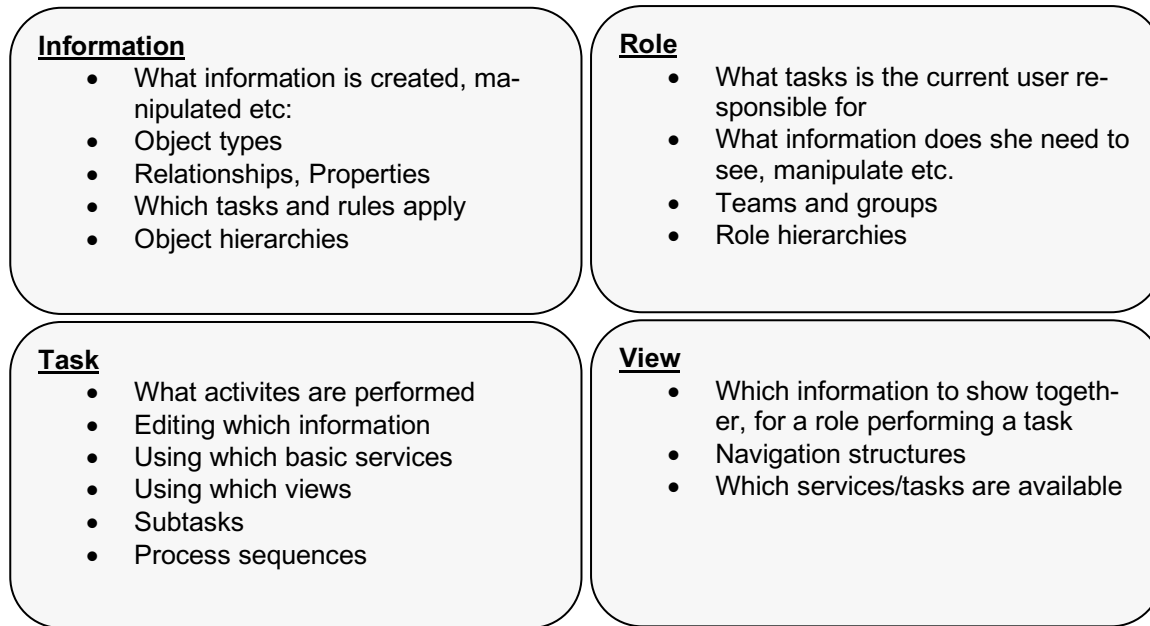 Information
• What information is created, ma-
nipulated etc:
• Object types
• Relationships, Properties
• Which tasks and rules apply
• Object hierarchies
Role
• What tasks is the current user re-
sponsible for
• What information does she need to
see, manipulate etc.
• Teams and groups
• Role hierarchies
Task
• What activites are performed
• Editing which information
• Using which basic services
• Using which views
• Subtasks
• Process sequences
View
• Which information to show togeth-
er, for a role performing a task
• Navigation structures
• Which services/tasks are available